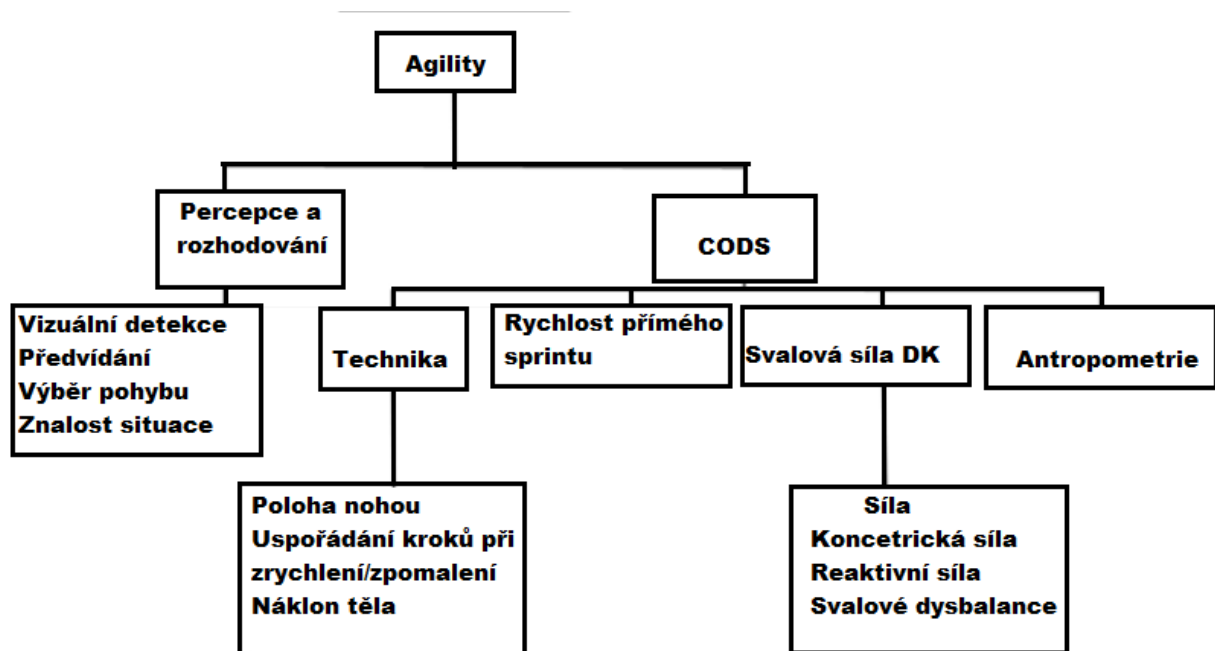 Agility
Percepce a
rozhodování
CODS
Vizuální detekce
Předvídání
Výběr pohybu
Znalost situace
Technika
Rychlost přímého
sprintu
Svalová síla DK
Antropometrie
Poloha nohou
Uspořádání kroků při
zrychlení/zpomalení
Náklon těla
Síla
Koncetrická síla
Reaktivní síla
Svalové dysbalance